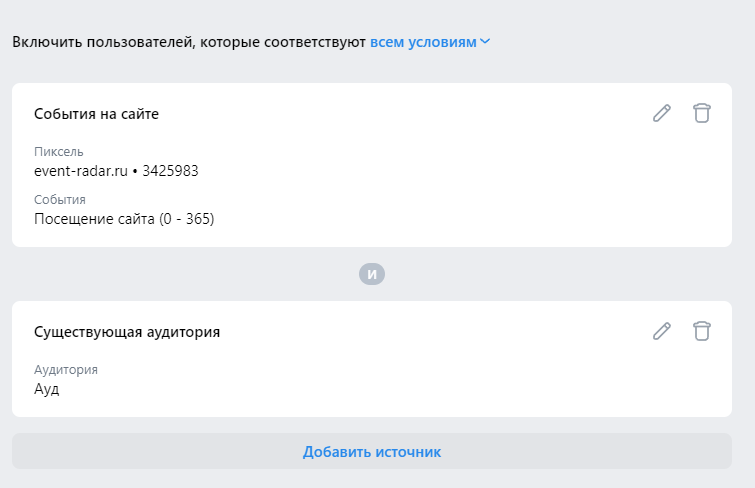 Включить пользователей, которые соответствуют всем условиям
События на сайте
Пиксель
event-radar.ru • 3425983
События
Посещение сайта (0 - 365)
И
Существующая аудитория
Аудитория
Ауд
Добавить источник